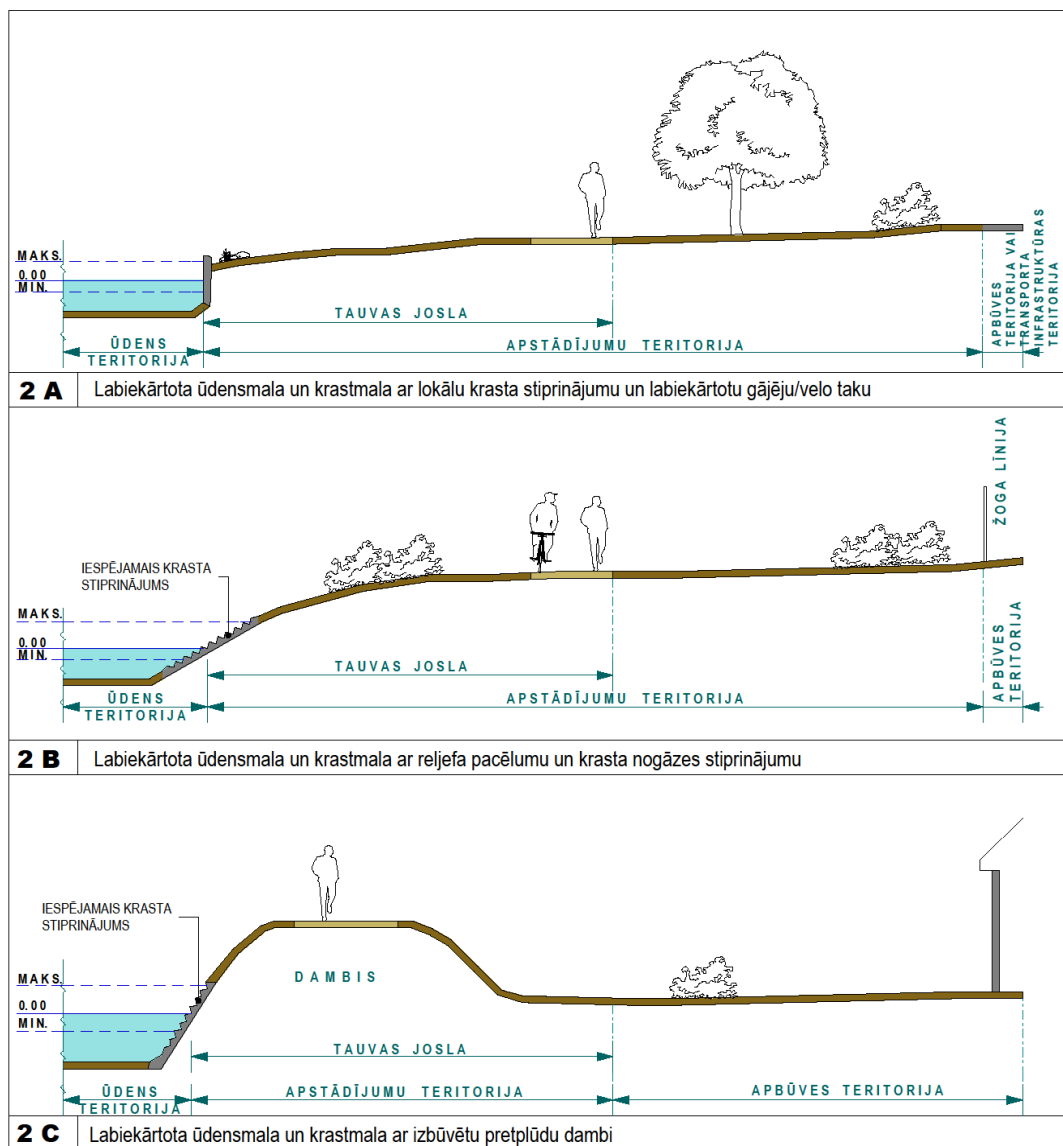 MAKS.
0.00
MIN.
TAUVAS JOSLA
ŪDENS
TERITORIJA
APSTĀDĪJUMU TERITORIJA
APBŪVES
TERITORIJA VAI
TRANSPORTA
INFRASTRUKTŪRAS
TERITORIJA
2 A Labiekārtota ūdensmala un krastmala ar lokālu krasta stiprinājumu un labiekārtotu gājēju/velo taku
ŽOGA LĪNIJA
IESPĒJAMAIS KRASTA
STIPRINĀJUMS
MAKS.
0.00
MIN.
TAUVAS JOSLA
ŪDENS
TERITORIJA
APSTĀDĪJUMU TERITORIJA
APBŪVES
TERITORIJA
2 B Labiekārtota ūdensmala un krastmala ar reljefa pacēlumu un krasta nogāzes stiprinājumu
IESPĒJAMAIS KRASTA
STIPRINĀJUMS
DAMBIS
MAKS.
0.00
MIN.
TAUVAS JOSLA
ŪDENS
TERITORIJA
APSTĀDĪJUMU TERITORIJA
APBŪVES TERITORIJA
2 C Labiekārtota ūdensmala un krastmala ar izbūvētu pretplūdu dambi